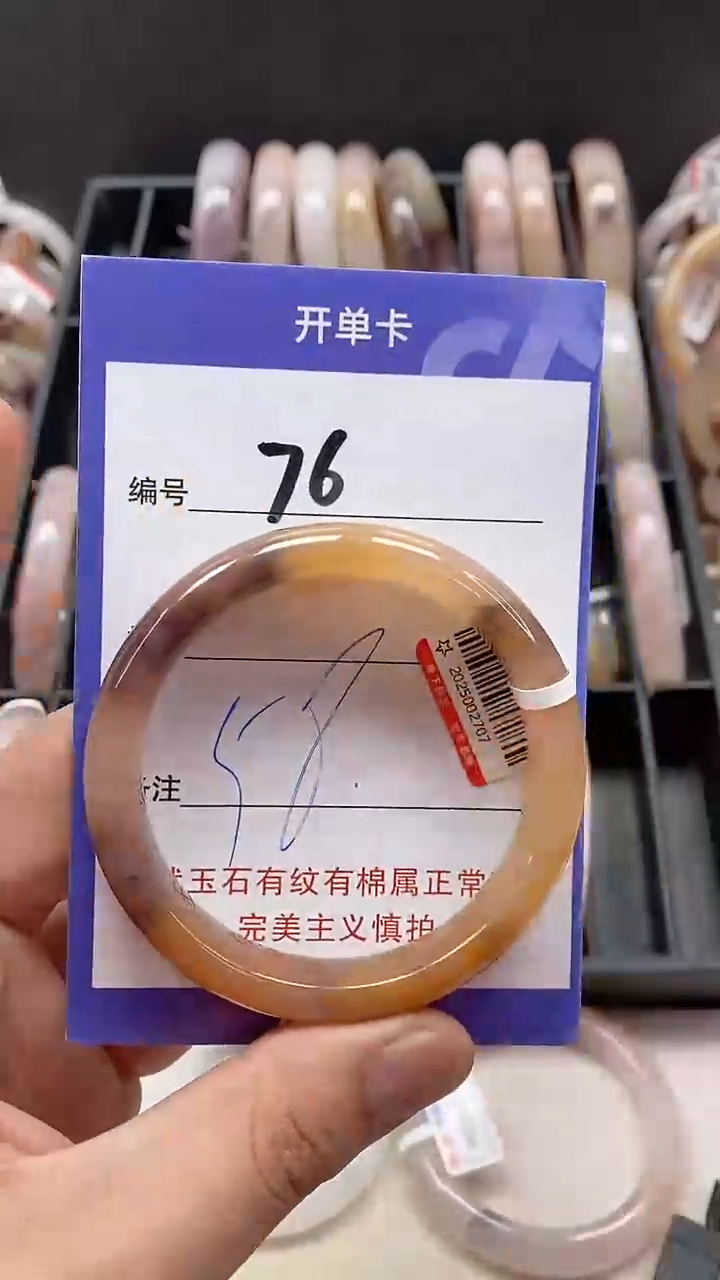 开单卡
编号 76
☆ 2025002707
58.
备注
玉石有纹有棉属正常
完美主义慎拍